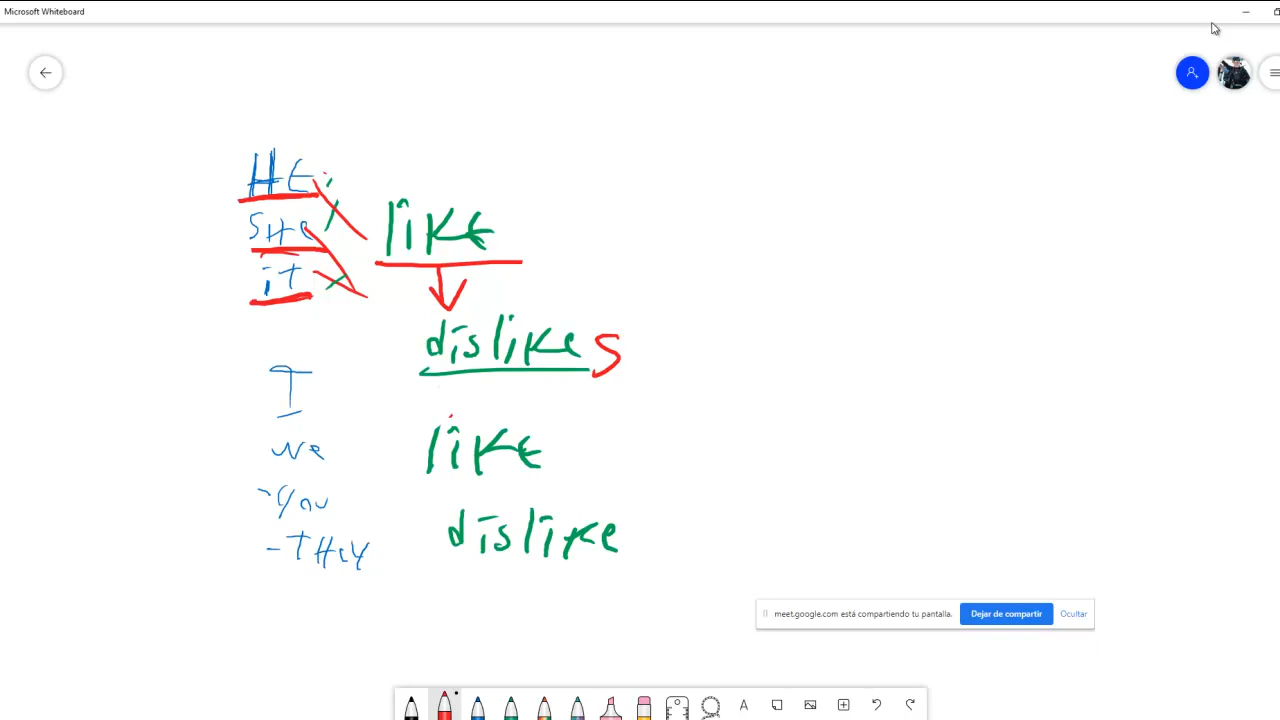 Microsoft Whiteboard
HE
SHe
it
like
dislikes
I
we
you
-THeY
like
dislike
meet.google.com está compartiendo tu pantalla.
Dejar de compartir
Ocultar
A